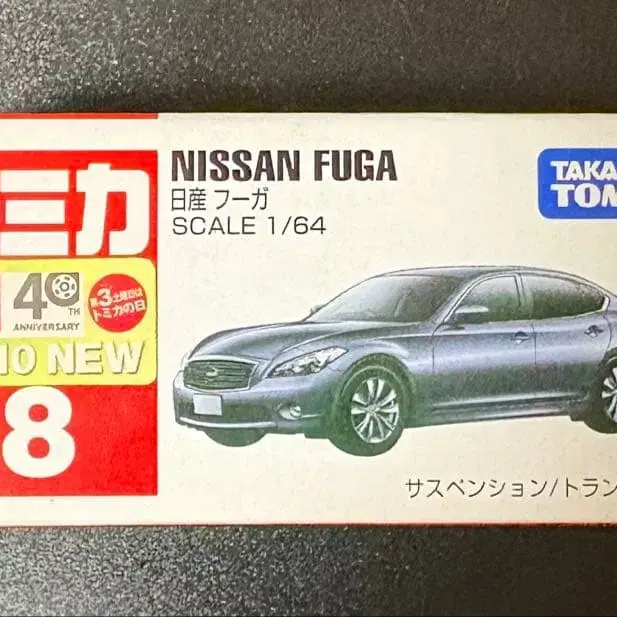 ミカ
NISSAN FUGA
日産 フーガ
SCALE 1/64
TAKA
TOM
40TH
ANNIVERSARY
第3土曜日は
トミカの日
10 NEW
8
サスペンション/トラン